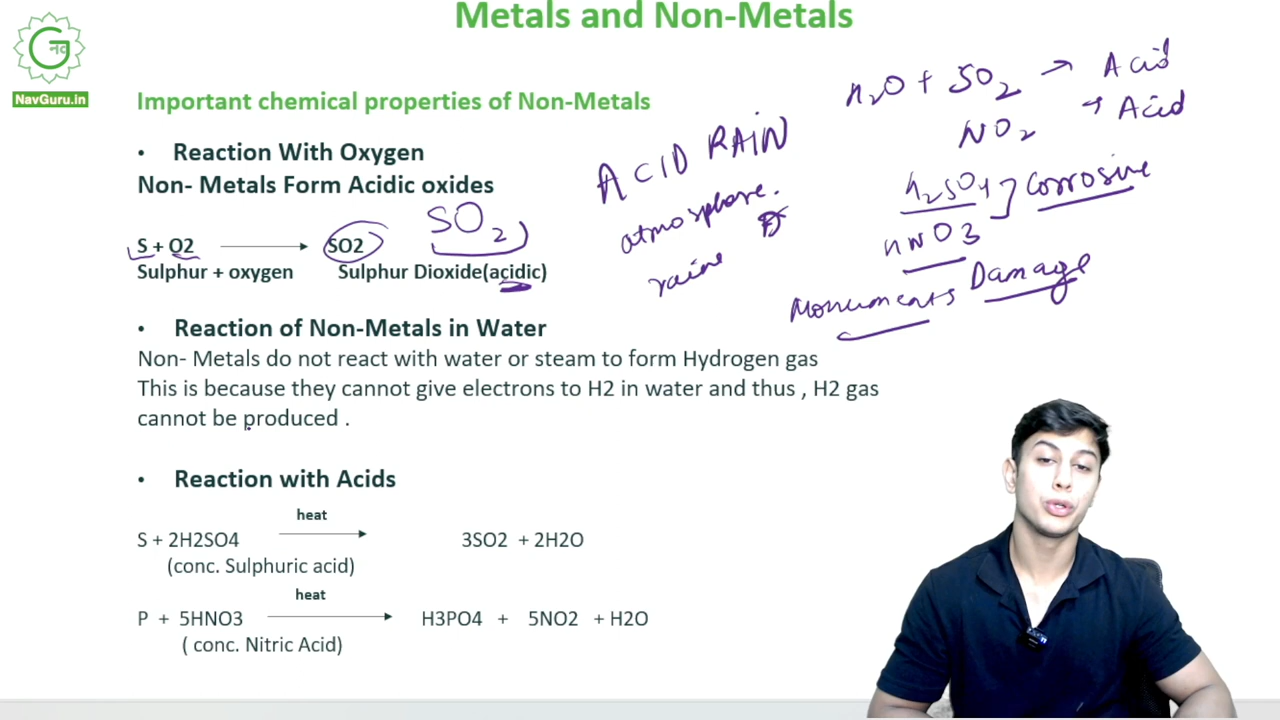 Metals and Non-Metals
नव
NavGuru.in
Important chemical properties of Non-Metals
• Reaction With Oxygen
Non- Metals Form Acidic oxides
S + O2 → SO2
SO2
Sulphur + oxygen Sulphur Dioxide(acidic)
ACID RAIN
atmosphere.
H2O + SO2 → Acid
NO2 → Acid
H2SO4 ] Corrosive
HNO3
Monuments Damage
• Reaction of Non-Metals in Water
Non- Metals do not react with water or steam to form Hydrogen gas
This is because they cannot give electrons to H2 in water and thus , H2 gas
cannot be produced .
• Reaction with Acids
heat
S + 2H2SO4 → 3SO2 + 2H2O
(conc. Sulphuric acid)
heat
P + 5HNO3 → H3PO4 + 5NO2 + H2O
( conc. Nitric Acid)